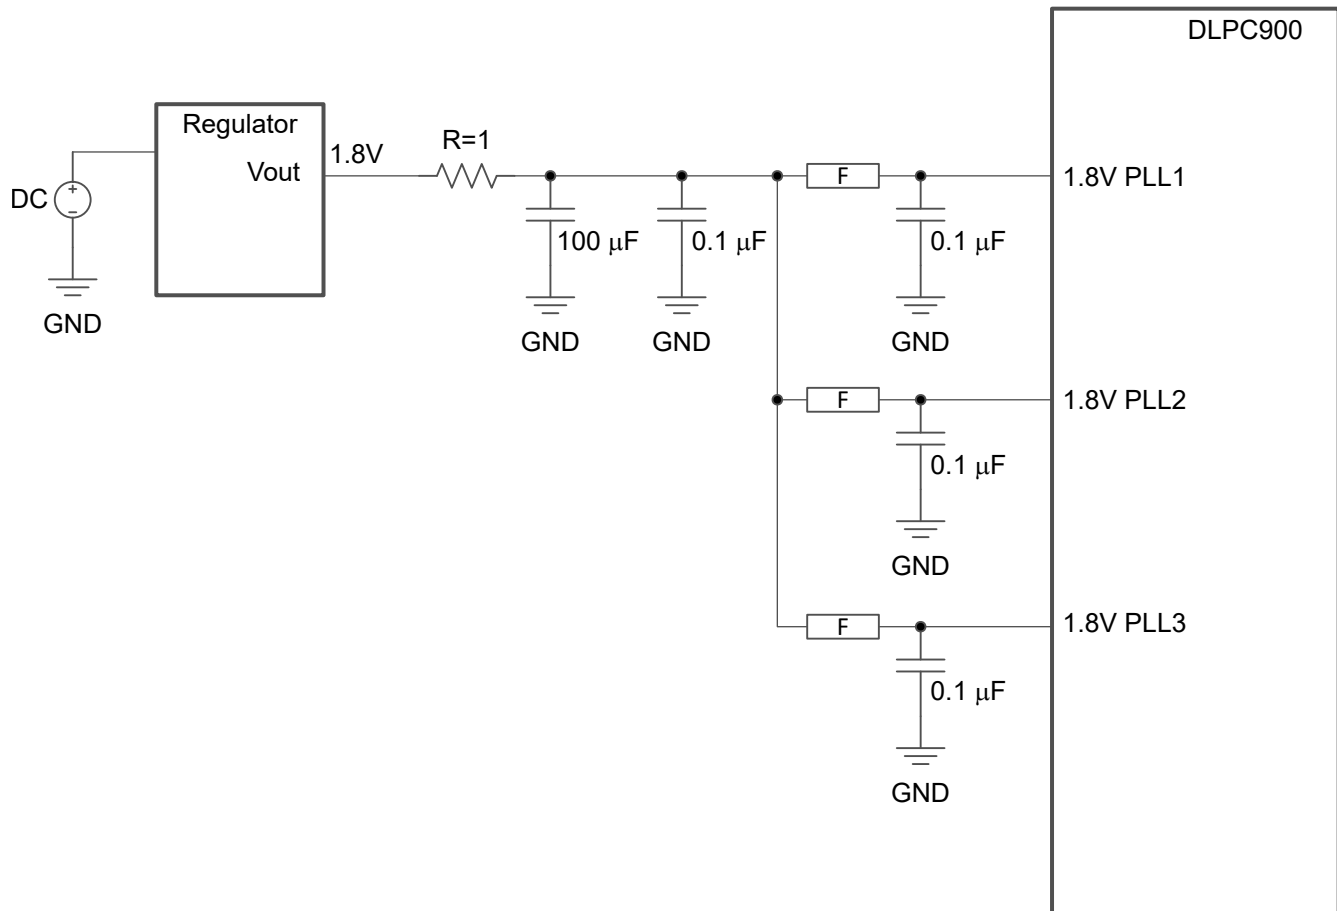 DLPC900
Regulator
R=1
1.8V
Vout
F
1.8V PLL1
DC
+
−
100 μF
0.1 μF
0.1 μF
GND
GND
GND
GND
F
1.8V PLL2
0.1 μF
GND
F
1.8V PLL3
0.1 μF
GND